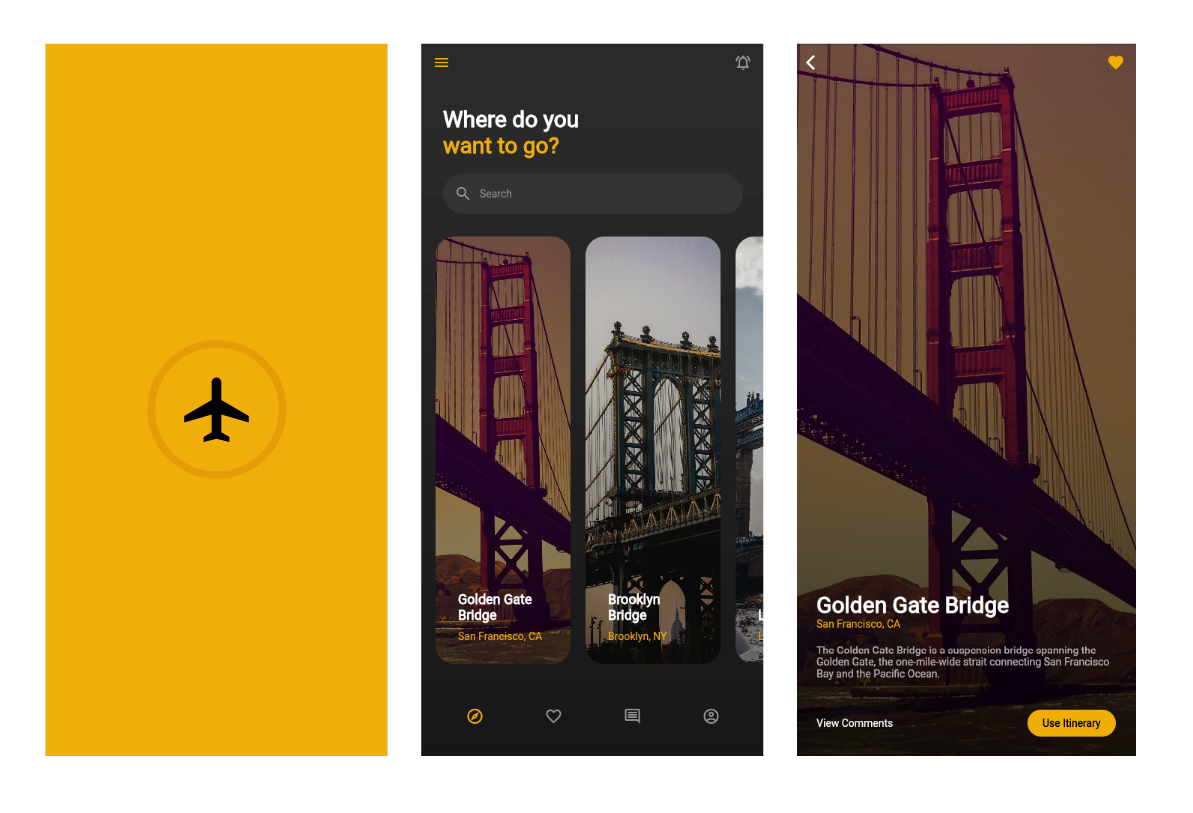 Where do you
want to go?
Search
Golden Gate
Bridge
San Francisco, CA
Brooklyn
Bridge
Brooklyn, NY
L
L
Golden Gate Bridge
San Francisco, CA
The Golden Gate Bridge is a suspension bridge spanning the
Golden Gate, the one-mile-wide strait connecting San Francisco
Bay and the Pacific Ocean.
View Comments
Use Itinerary